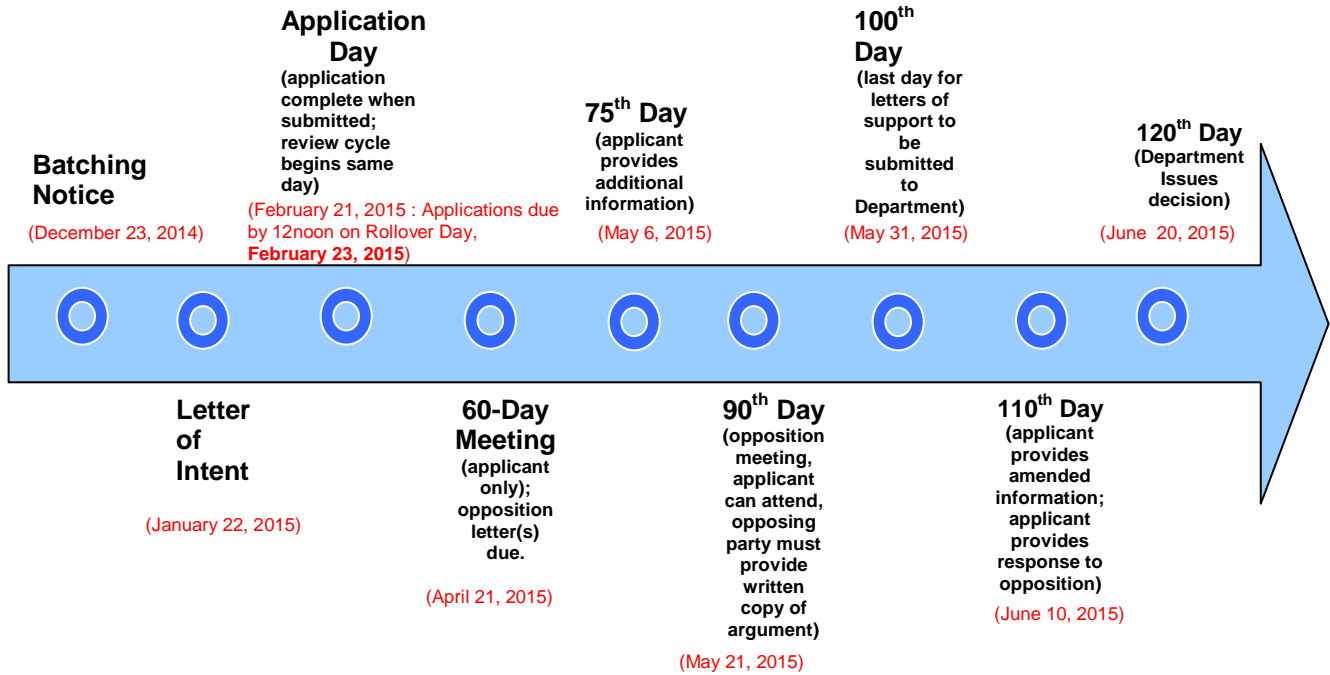 Batching
Notice
(December 23, 2014)
Letter
of
Intent
(January 22, 2015)
Application
Day
(application
complete when
submitted;
review cycle
begins same
day)
(February 21, 2015 : Applications due
by 12noon on Rollover Day,
February 23, 2015)
60-Day
Meeting
(applicant
only);
opposition
letter(s)
due.
(April 21, 2015)
75th Day
(applicant
provides
additional
information)
(May 6, 2015)
90th Day
(opposition
meeting,
applicant
can attend,
opposing
party must
provide
written
copy of
argument)
(May 21, 2015)
100th
Day
(last day for
letters of
support to
be
submitted
to
Department)
(May 31, 2015)
110th Day
(applicant
provides
amended
information;
applicant
provides
response to
opposition)
(June 10, 2015)
120th Day
(Department
Issues
decision)
(June  20, 2015)